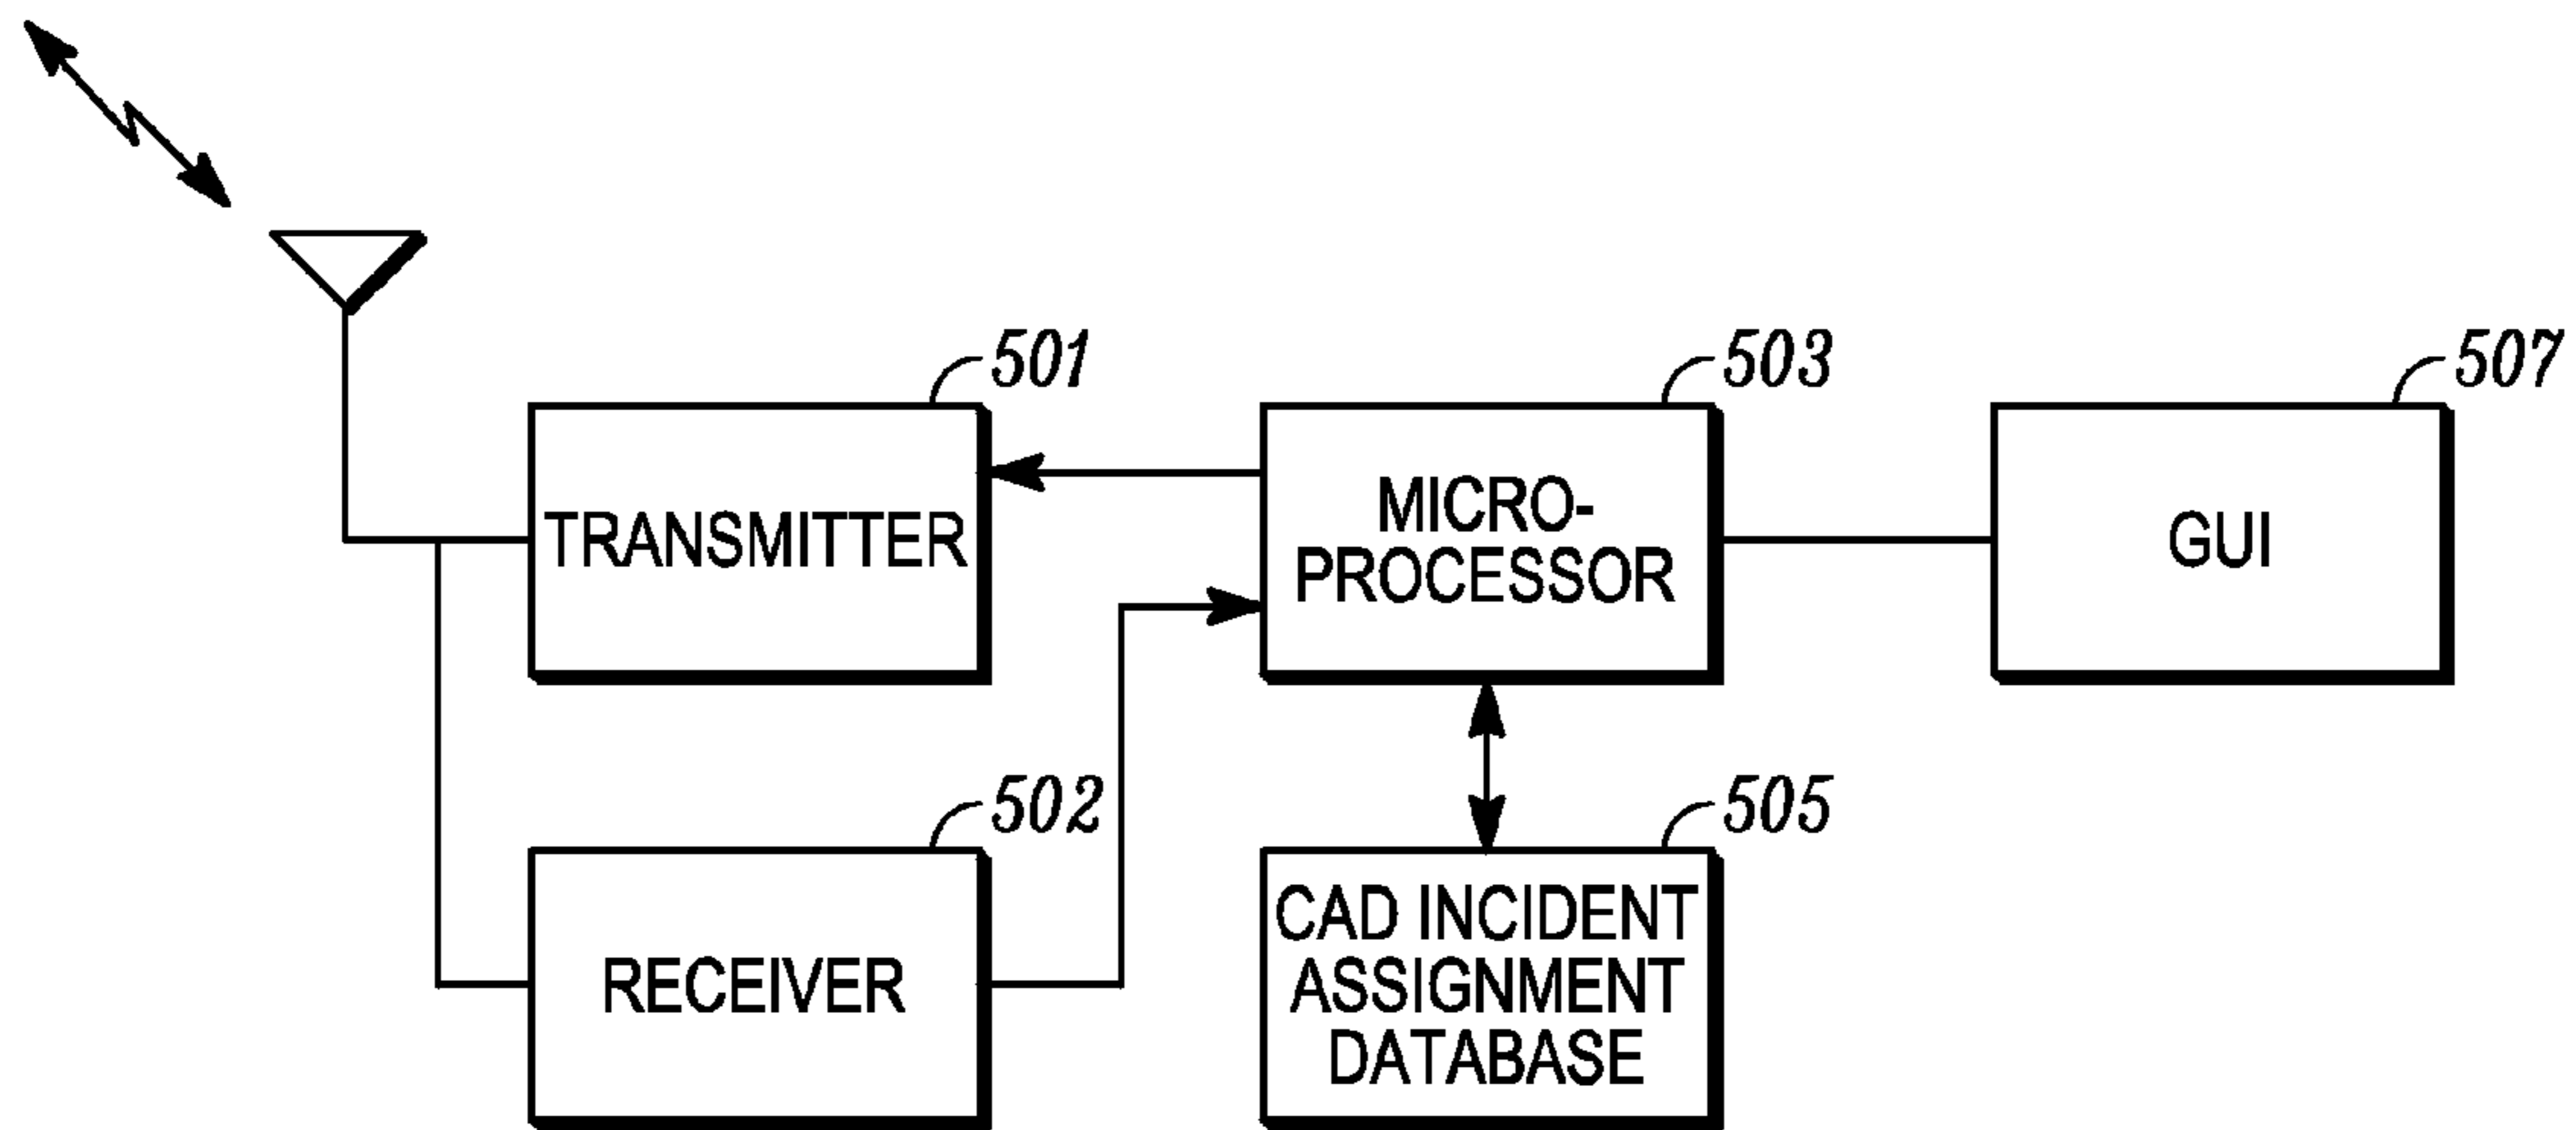 501
503
507
TRANSMITTER
MICRO-
PROCESSOR
GUI
502
505
RECEIVER
CAD INCIDENT
ASSIGNMENT
DATABASE